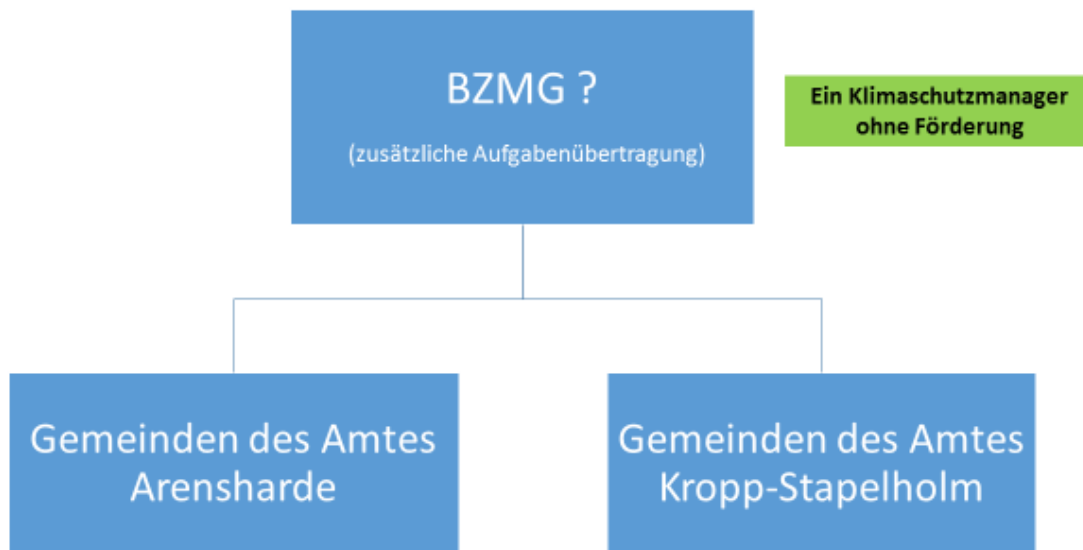 BZMG ?
(zusätzliche Aufgabenübertragung)
Ein Klimaschutzmanager
ohne Förderung
Gemeinden des Amtes
Arensharde
Gemeinden des Amtes
Kropp-Stapelholm